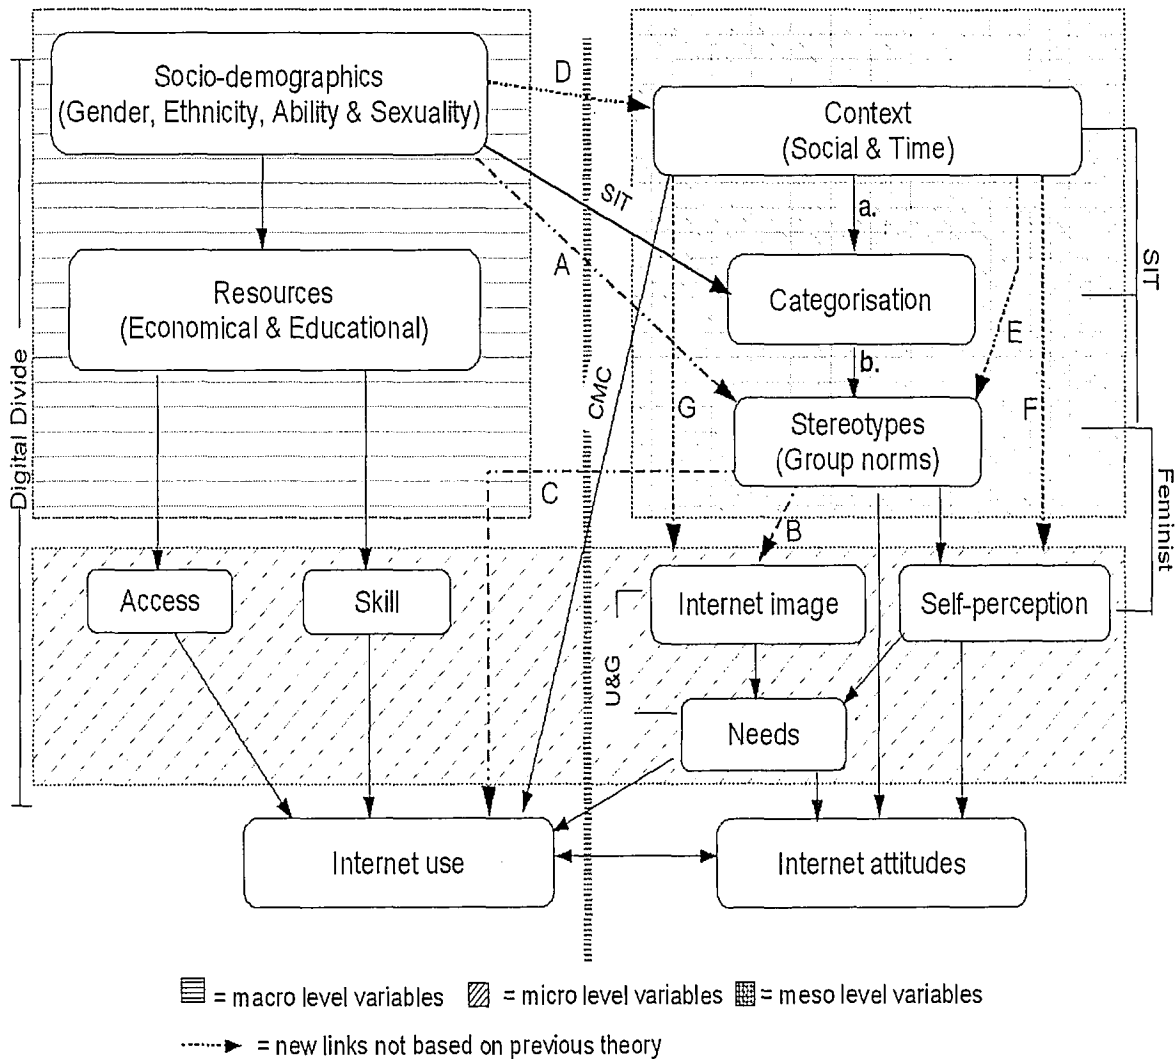 Socio-demographics
(Gender, Ethnicity, Ability & Sexuality)
D
Context
(Social & Time)
SIT
a.
A
Resources
(Economical & Educational)
Categorisation
SIT
E
b.
CMC
G
F
Stereotypes
(Group norms)
Digital Divide
C
B
Feminist
Access
Skill
Internet image
Self-perception
U&G
Needs
Internet use
Internet attitudes
= macro level variables
= micro level variables
= meso level variables
= new links not based on previous theory